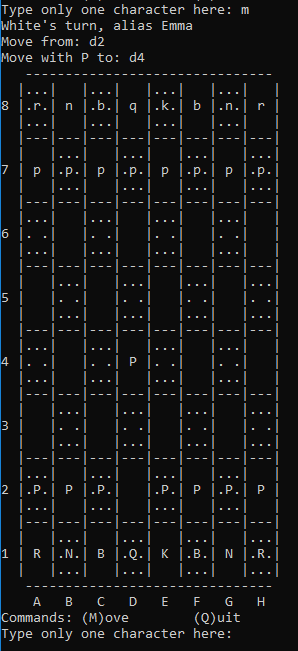 Type only one character here: m
White's turn, alias Emma
Move from: d2
Move with P to: d4
   -------------------------------
  |...|   |...|   |...|   |...|   |
8 |.r.| n |.b.| q |.k.| b |.n.| r |
  |...|   |...|   |...|   |...|   |
  |---|---|---|---|---|---|---|---|
  |   |...|   |...|   |...|   |...|
7 | p |.p.| p |.p.| p |.p.| p |.p.|
  |   |...|   |...|   |...|   |...|
  |---|---|---|---|---|---|---|---|
  |...|   |...|   |...|   |...|   |
6 |. .|   |. .|   |. .|   |. .|   |
  |...|   |...|   |...|   |...|   |
  |---|---|---|---|---|---|---|---|
  |   |...|   |...|   |...|   |...|
5 |   |. .|   |. .|   |. .|   |. .|
  |   |...|   |...|   |...|   |...|
  |---|---|---|---|---|---|---|---|
  |...|   |...|   |...|   |...|   |
4 |. .|   |. .| P |. .|   |. .|   |
  |...|   |...|   |...|   |...|   |
  |---|---|---|---|---|---|---|---|
  |   |...|   |...|   |...|   |...|
3 |   |. .|   |. .|   |. .|   |. .|
  |   |...|   |...|   |...|   |...|
  |---|---|---|---|---|---|---|---|
  |...|   |...|   |...|   |...|   |
2 |.P.| P |.P.|   |.P.| P |.P.| P |
  |...|   |...|   |...|   |...|   |
  |---|---|---|---|---|---|---|---|
  |   |...|   |...|   |...|   |...|
1 | R |.N.| B |.Q.| K |.B.| N |.R.|
  |   |...|   |...|   |...|   |...|
   -------------------------------
    A   B   C   D   E   F   G   H
Commands: (M)ove        (Q)uit
Type only one character here: